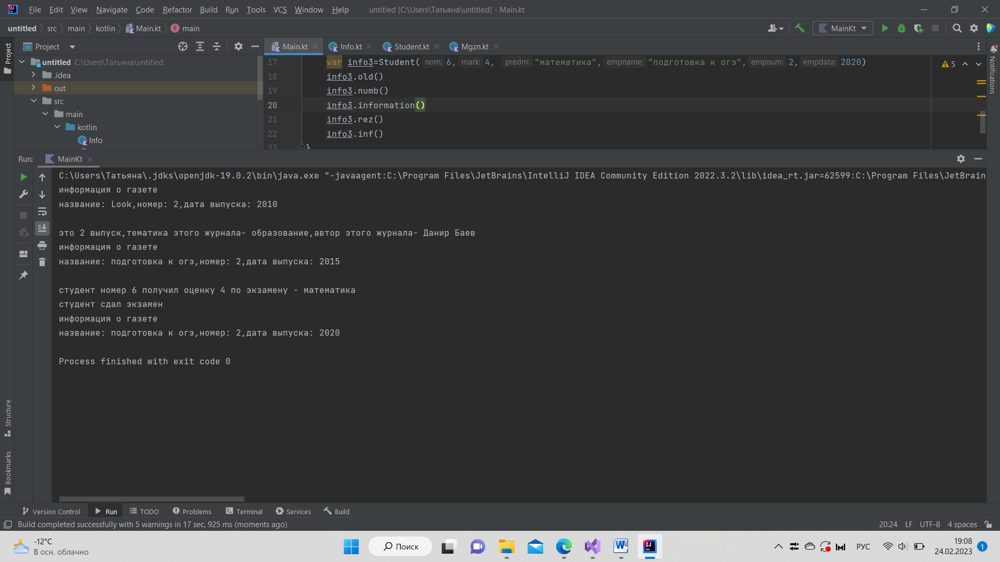 File Edit View Navigate Code Refactor Build Run Tools VCS Window Help untitled [C:\Users\Татьяна\untitled] - Main.kt
untitled src main kotlin Main.kt main MainKt
Project
Project Main.kt Info.kt Student.kt Mgzn.kt
Notifications
untitled C:\Users\Татьяна\untitled
.idea
out
src
main
kotlin
Info
17 var info3=Student( nom: 6, mark: 4, predm: "математика", empname: "подготовка к огэ", empnum: 2, empdata: 2020)
5
18 info3.old()
19 info3.numb()
20 info3.information()
21 info3.rez()
22 info3.inf()
23 }
Run: MainKt
C:\Users\Татьяна\.jdks\openjdk-19.0.2\bin\java.exe "-javaagent:C:\Program Files\JetBrains\IntelliJ IDEA Community Edition 2022.3.2\lib\idea_rt.jar=62599:C:\Program Files\JetBrain
информация о газете
название: Look,номер: 2,дата выпуска: 2010
это 2 выпуск,тематика этого журнала- образование,автор этого журнала- Данир Баев
информация о газете
название: подготовка к огэ,номер: 2,дата выпуска: 2015
студент номер 6 получил оценку 4 по экзамену - математика
студент сдал экзамен
информация о газете
название: подготовка к огэ,номер: 2,дата выпуска: 2020
Process finished with exit code 0
Structure
Bookmarks
Version Control Run TODO Problems Terminal Services Build
Build completed successfully with 5 warnings in 17 sec, 925 ms (moments ago) 20:24 LF UTF-8 4 spaces
-12°C
В осн. облачно
Поиск
РУС
19:08
24.02.2023
1